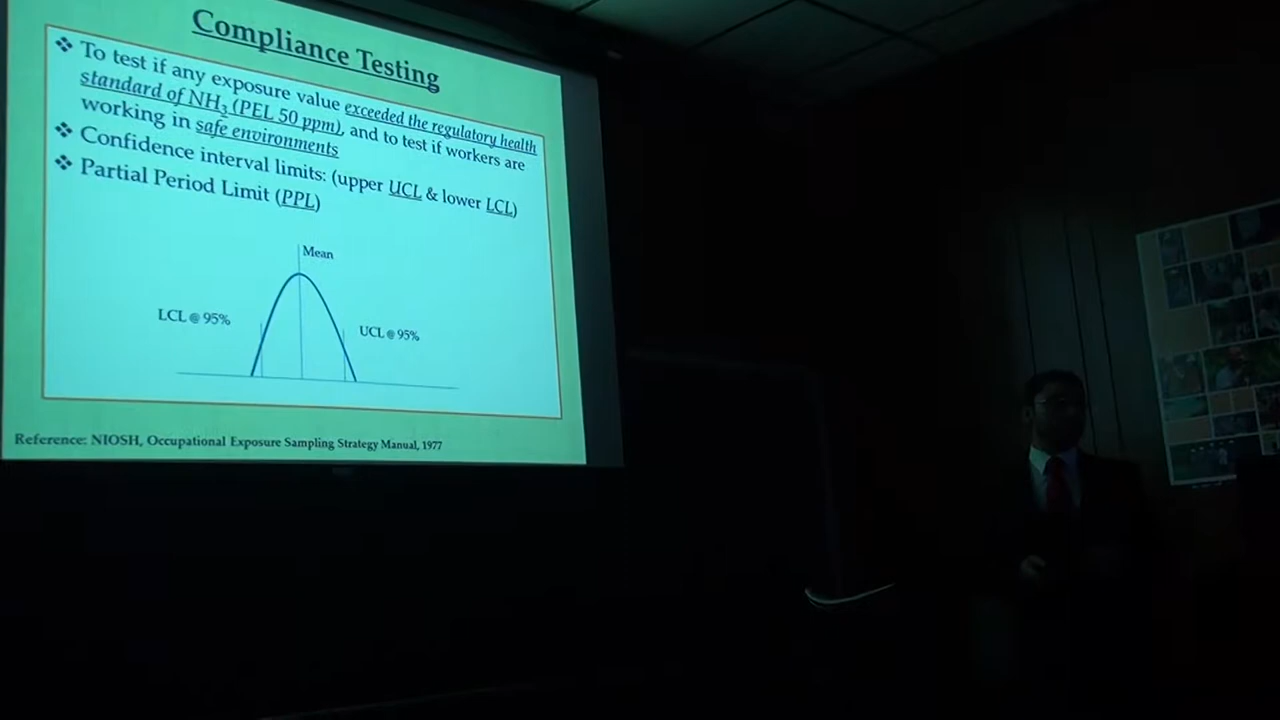 Compliance Testing
❖ To test if any exposure value exceeded the regulatory health
standard of NH₃ (PEL 50 ppm), and to test if workers are
working in safe environments
❖ Confidence interval limits: (upper UCL & lower LCL)
❖ Partial Period Limit (PPL)
Mean
LCL @ 95%
UCL @ 95%
Reference: NIOSH, Occupational Exposure Sampling Strategy Manual, 1977